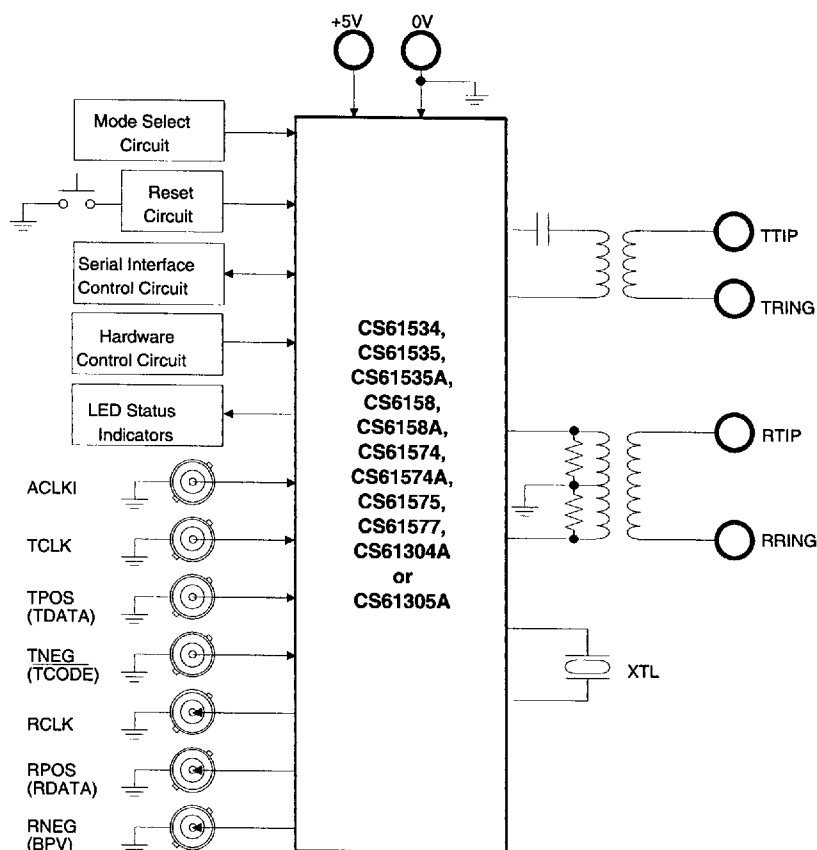 +5V
0V
Mode Select
Circuit
Reset
Circuit
Serial Interface
Control Circuit
Hardware
Control Circuit
LED Status
Indicators
ACLKI
TCLK
TPOS
(TDATA)
TNEG
(TCODE)
RCLK
RPOS
(RDATA)
RNEG
(BPV)
CS61534,
CS61535,
CS61535A,
CS6158,
CS6158A,
CS61574,
CS61574A,
CS61575,
CS61577,
CS61304A
or
CS61305A
TTIP
TRING
RTIP
RRING
XTL